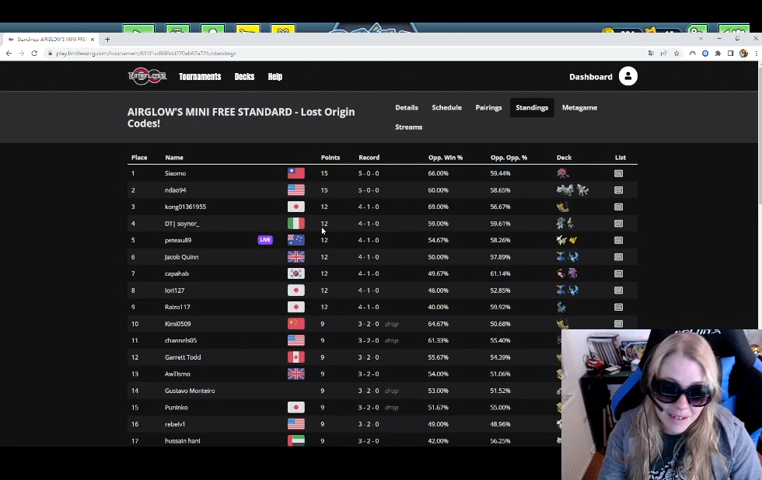 Tournaments Decks Help
Dashboard
AIRGLOW'S MINI FREE STANDARD - Lost Origin
Codes!
Details Schedule Pairings Standings Metagame
Streams
Place Name Points Record Opp. Win % Opp. Opp. % Deck List
1 Siaomo 15 5 - 0 - 0 66.00% 59.44%
2 ndao94 15 5 - 0 - 0 60.00% 58.65%
3 kong01361955 12 4 - 1 - 0 69.00% 56.67%
4 DT| soynor_ 12 4 - 1 - 0 59.00% 59.61%
5 peteau89 LIVE 12 4 - 1 - 0 54.67% 58.26%
6 Jacob Quinn 12 4 - 1 - 0 50.00% 57.89%
7 capahab 12 4 - 1 - 0 49.67% 61.14%
8 Iori127 12 4 - 1 - 0 46.00% 52.85%
9 Raizo117 12 4 - 1 - 0 40.00% 59.92%
10 Kimi0509 9 3 - 2 - 0 drop 64.67% 50.68%
11 channels05 9 3 - 2 - 0 drop 61.33% 55.40%
12 Garrett Todd 9 3 - 2 - 0 55.67% 54.39%
13 AwTismo 9 3 - 2 - 0 54.00% 51.06%
14 Gustavo Monteiro 9 3 - 2 - 0 drop 53.00% 51.52%
15 Puninko 9 3 - 2 - 0 drop 51.67% 55.00%
16 rebelv1 9 3 - 2 - 0 49.00% 48.96%
17 hussain hani 9 3 - 2 - 0 42.00% 56.25%